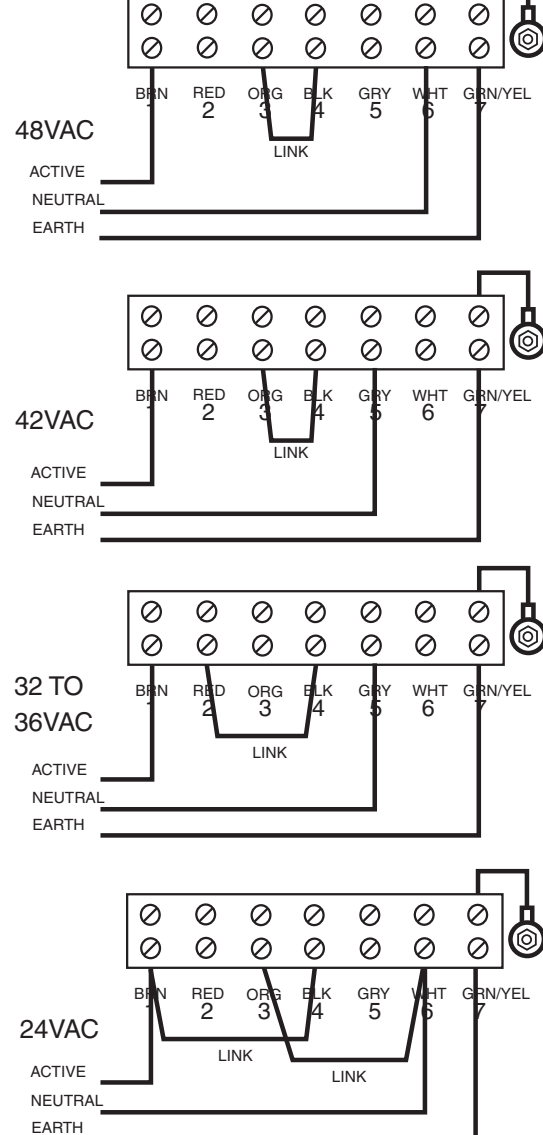 BRN RED ORG BLK GRY WHT GRN/YEL
1 2 3 4 5 6 7
48VAC
LINK
ACTIVE
NEUTRAL
EARTH
BRN RED ORG BLK GRY WHT GRN/YEL
1 2 3 4 5 6 7
42VAC
LINK
ACTIVE
NEUTRAL
EARTH
32 TO
BRN RED ORG BLK GRY WHT GRN/YEL
1 2 3 4 5 6 7
36VAC
LINK
ACTIVE
NEUTRAL
EARTH
BRN RED ORG BLK GRY WHT GRN/YEL
1 2 3 4 5 6 7
24VAC
LINK
LINK
ACTIVE
NEUTRAL
EARTH